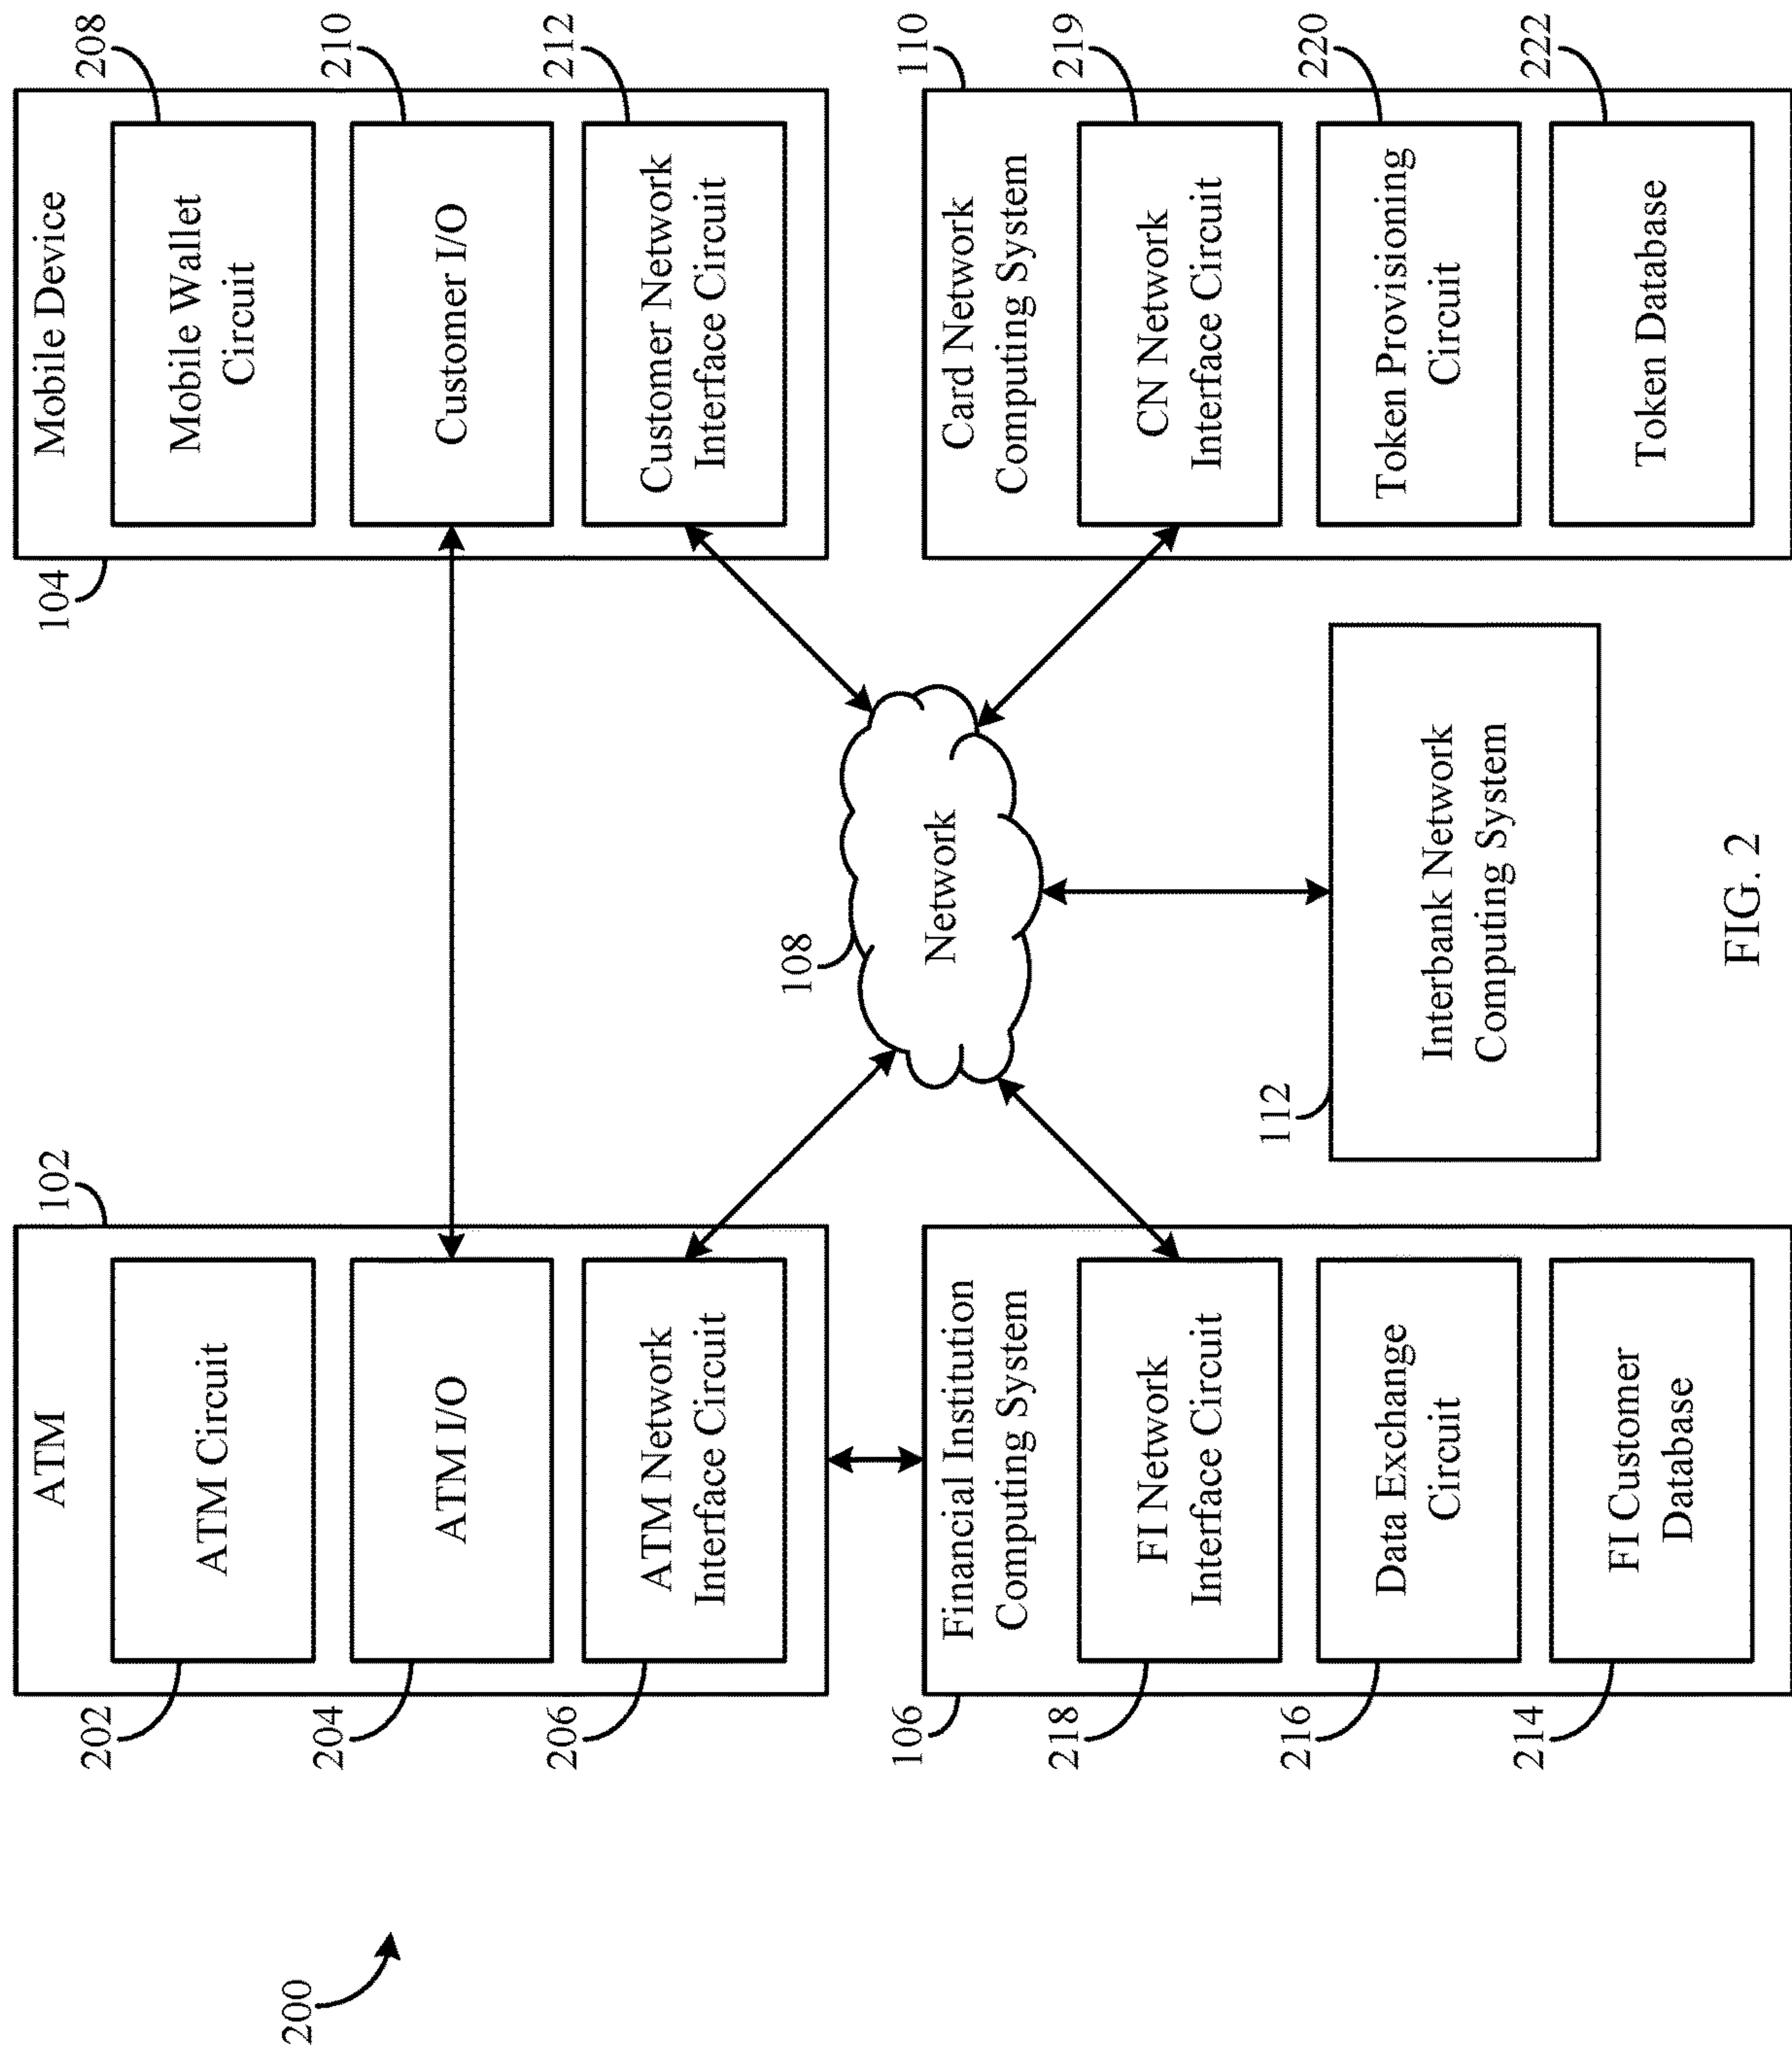 200
ATM
102
202
ATM Circuit
204
ATM I/O
206
ATM Network
Interface Circuit
104
Mobile Device
Mobile Wallet
Circuit
208
Customer I/O
210
Customer Network
Interface Circuit
212
108
Network
106
Financial Institution
Computing System
218
FI Network
Interface Circuit
216
Data Exchange
Circuit
214
FI Customer
Database
112
Interbank Network
Computing System
110
Card Network
Computing System
CN Network
Interface Circuit
219
Token Provisioning
Circuit
220
Token Database
222
FIG. 2